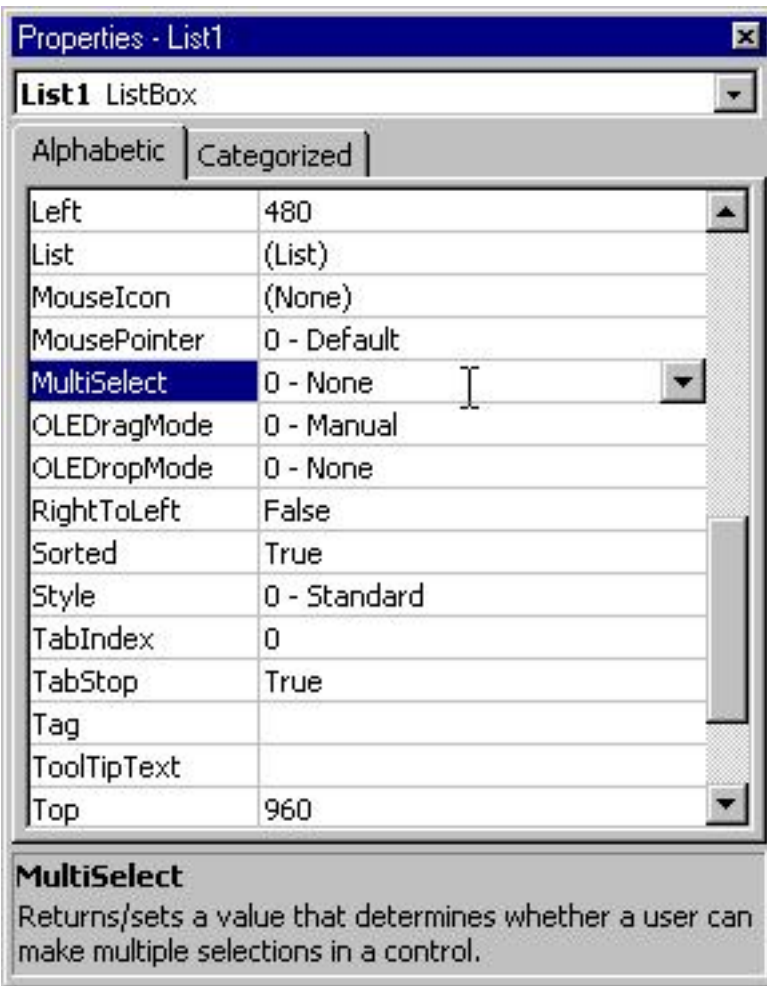 Properties - List1
List1 ListBox
Alphabetic Categorized
Left 480
List (List)
MouseIcon (None)
MousePointer 0 - Default
MultiSelect 0 - None
OLEDragMode 0 - Manual
OLEDropMode 0 - None
RightToLeft False
Sorted True
Style 0 - Standard
TabIndex 0
TabStop True
Tag
ToolTipText
Top 960
MultiSelect
Returns/sets a value that determines whether a user can
make multiple selections in a control.